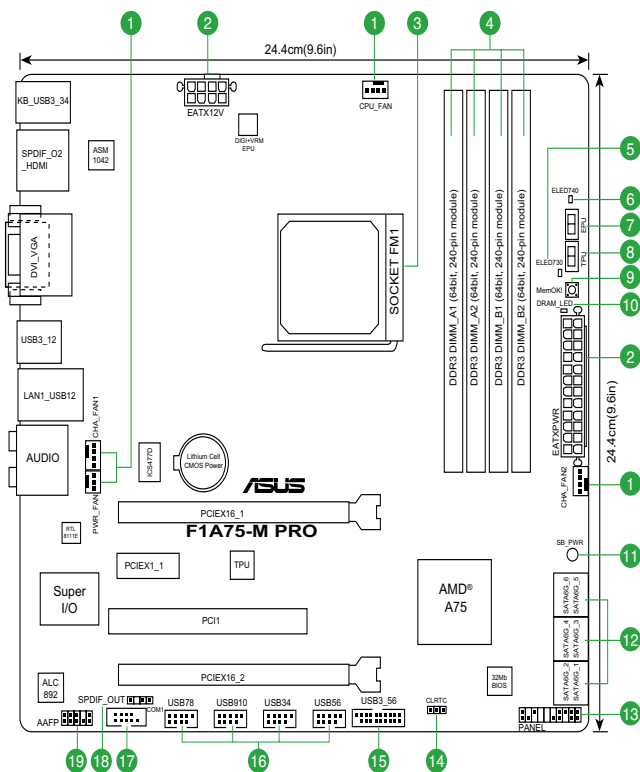 1
2
1
3
4
24.4cm(9.6in)
KB_USB3_34
EATX12V
CPU_FAN
DIGI+VRM
EPU
ASM
1042
SPDIF_O2
_HDMI
DVI_VGA
SOCKET FM1
DDR3 DIMM_A1 (64bit, 240-pin module)
DDR3 DIMM_A2 (64bit, 240-pin module)
DDR3 DIMM_B1 (64bit, 240-pin module)
DDR3 DIMM_B2 (64bit, 240-pin module)
5
ELED740
6
EPU
7
TPU
8
ELED730
MemOK!
9
DRAM_LED
10
2
EATXPWR
24.4cm(9.6in)
USB3_12
LAN1_USB12
1
CHA_FAN1
AUDIO
PWR_FAN
ICS477D
Lithium Cell
CMOS Power
CHA_FAN2
1
ASUS
PCIEX16_1
F1A75-M PRO
RTL
8111E
PCIEX1_1
TPU
SB_PWR
11
Super
I/O
AMD®
A75
PCI1
SATA6G_6
SATA6G_5
SATA6G_4
SATA6G_3
SATA6G_2
SATA6G_1
12
PCIEX16_2
32Mb
BIOS
ALC
892
SPDIF_OUT
COM1
USB78
USB910
USB34
USB56
USB3_56
CLRTC
AAFP
PANEL
13
19
18
17
16
15
14